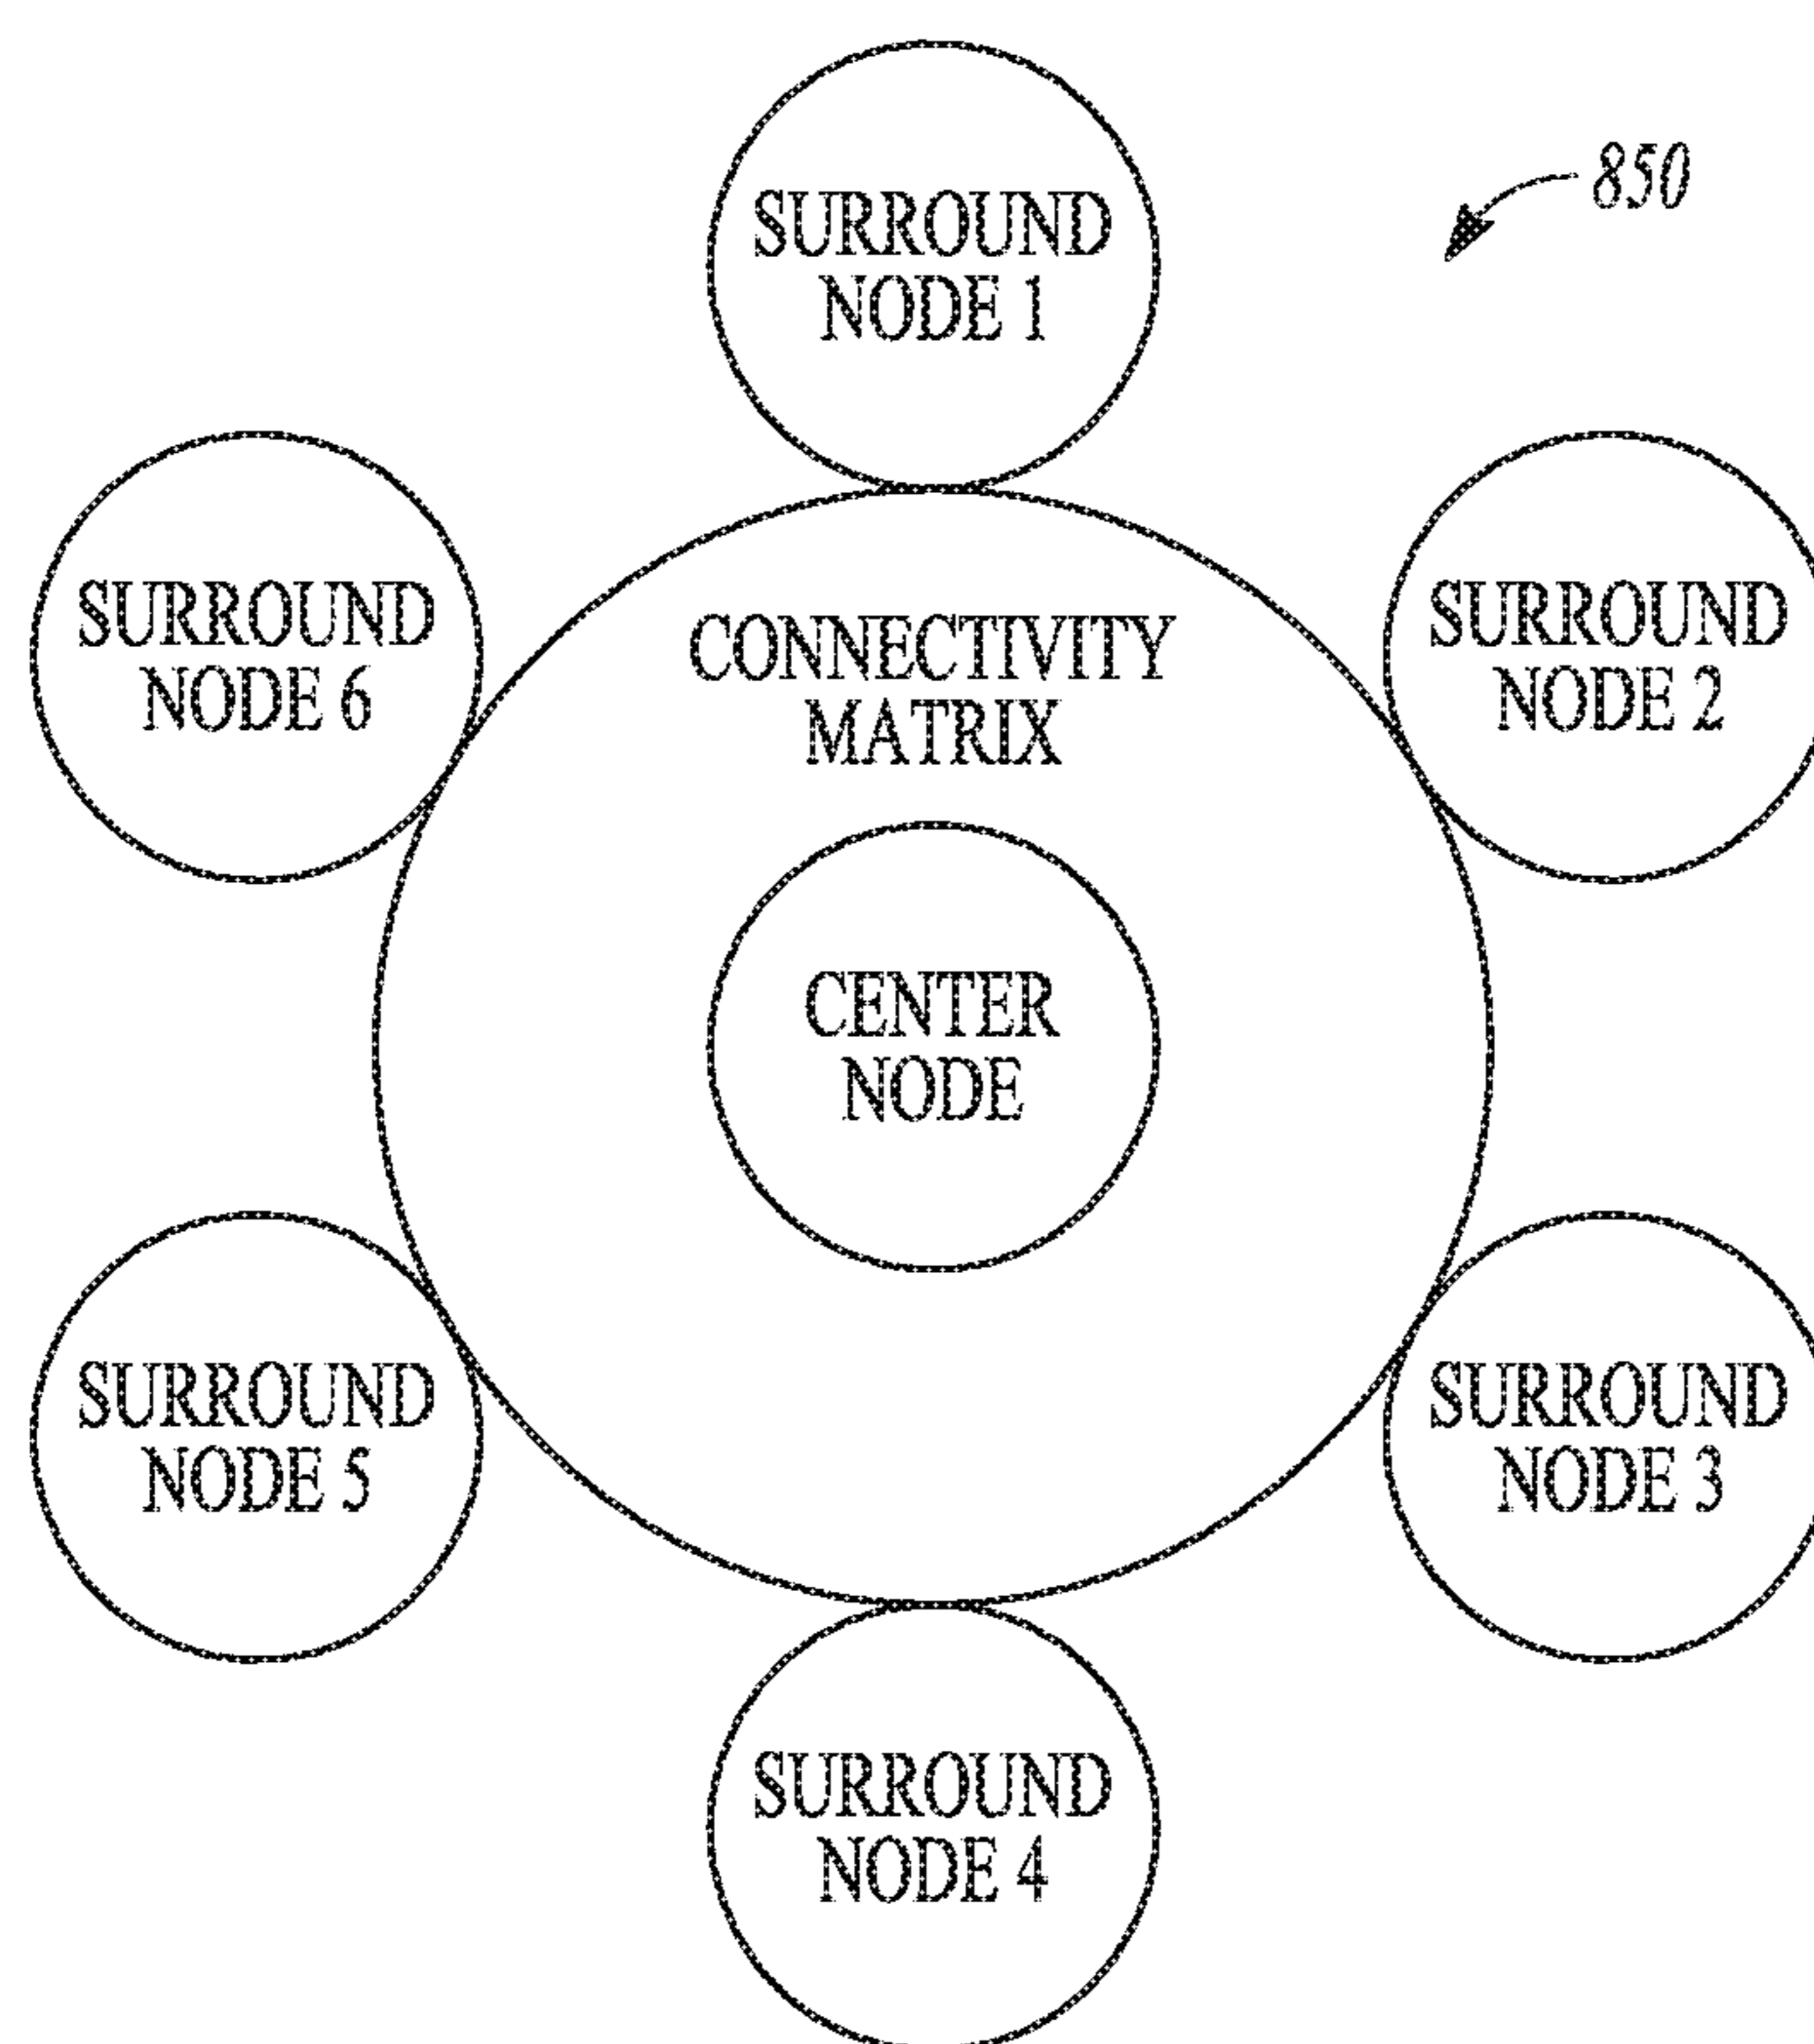 850
SURROUND
NODE 1
SURROUND
NODE 6
SURROUND
NODE 2
CONNECTIVITY
MATRIX
CENTER
NODE
SURROUND
NODE 5
SURROUND
NODE 3
SURROUND
NODE 4